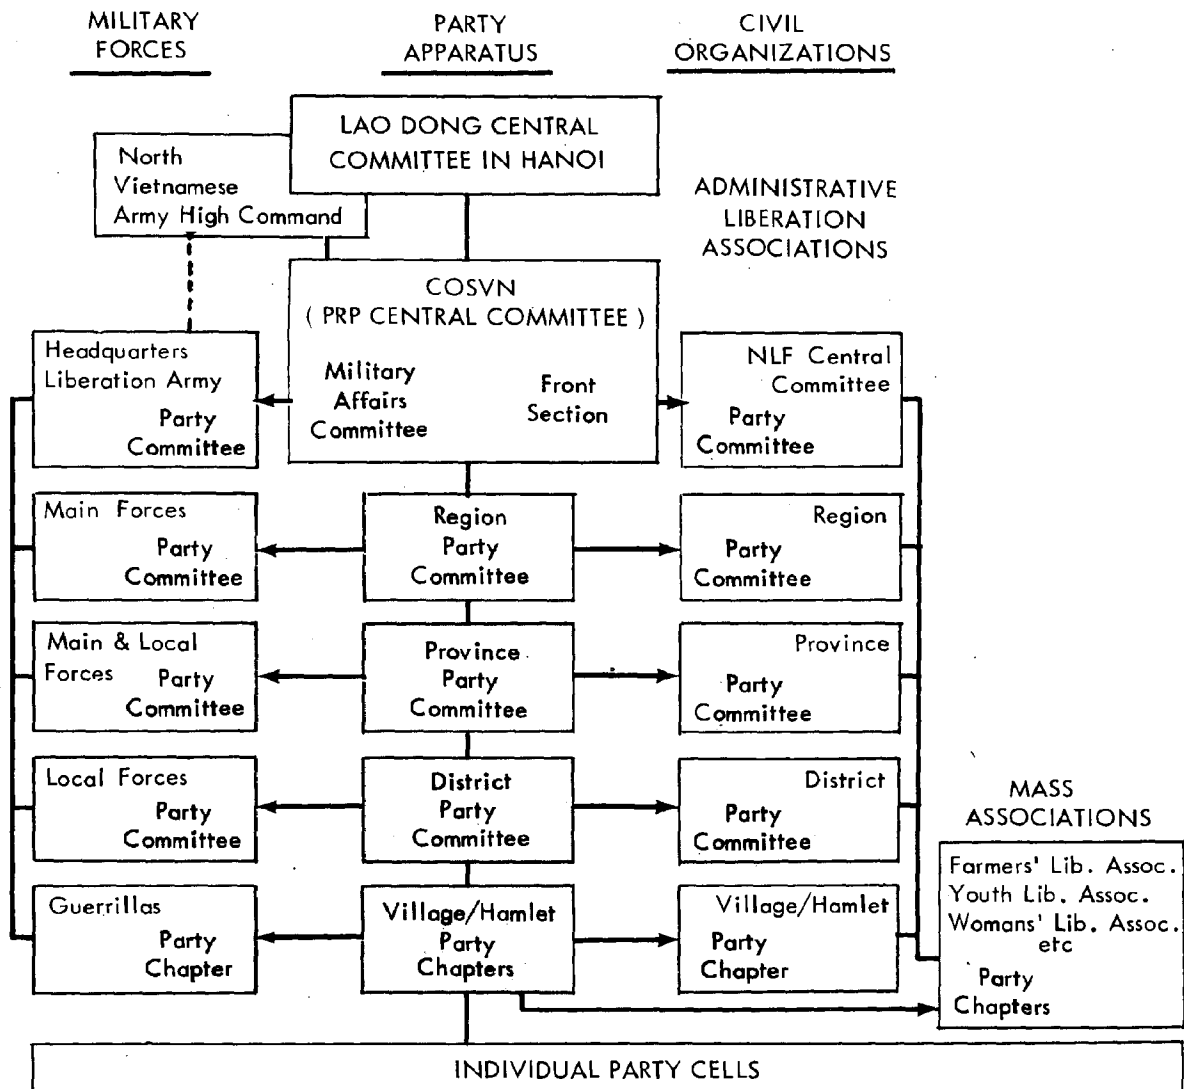 MILITARY
FORCES
PARTY
APPARATUS
CIVIL
ORGANIZATIONS
LAO DONG CENTRAL
COMMITTEE IN HANOI
North
Vietnamese
Army High Command
ADMINISTRATIVE
LIBERATION
ASSOCIATIONS
COSVN
( PRP CENTRAL COMMITTEE )
Military
Affairs
Committee
Front
Section
Headquarters
Liberation Army
Party
Committee
NLF Central
Committee
Party
Committee
Main Forces
Party
Committee
Region
Party
Committee
Region
Party
Committee
Main & Local
Forces Party
Committee
Province
Party
Committee
Province
Party
Committee
Local Forces
Party
Committee
District
Party
Committee
District
Party
Committee
MASS
ASSOCIATIONS
Farmers' Lib. Assoc.
Youth Lib. Assoc.
Womans' Lib. Assoc.
etc
Party
Chapters
Guerrillas
Party
Chapter
Village/Hamlet
Party
Chapters
Village/Hamlet
Party
Chapter
INDIVIDUAL PARTY CELLS